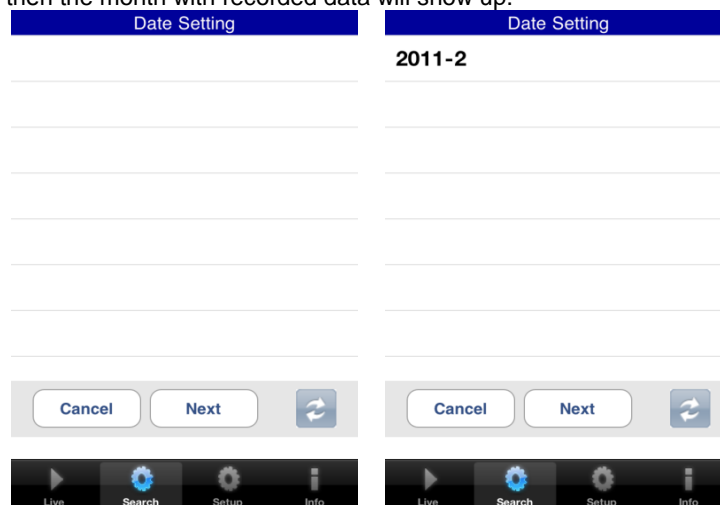 then the month with recorded data will show up.
Date Setting
Cancel Next
Live Search Setup Info
Date Setting
2011-2
Cancel Next
Live Search Setup Info